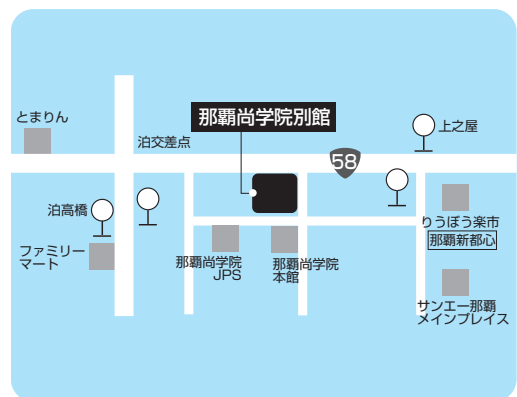 那覇尚学院別館
とまりん
泊交差点
上之屋
58
泊高橋
ファミリー
マート
那覇尚学院
JPS
那覇尚学院
本館
りうぼう楽市
那覇新都心
サンエー那覇
メインプレイス